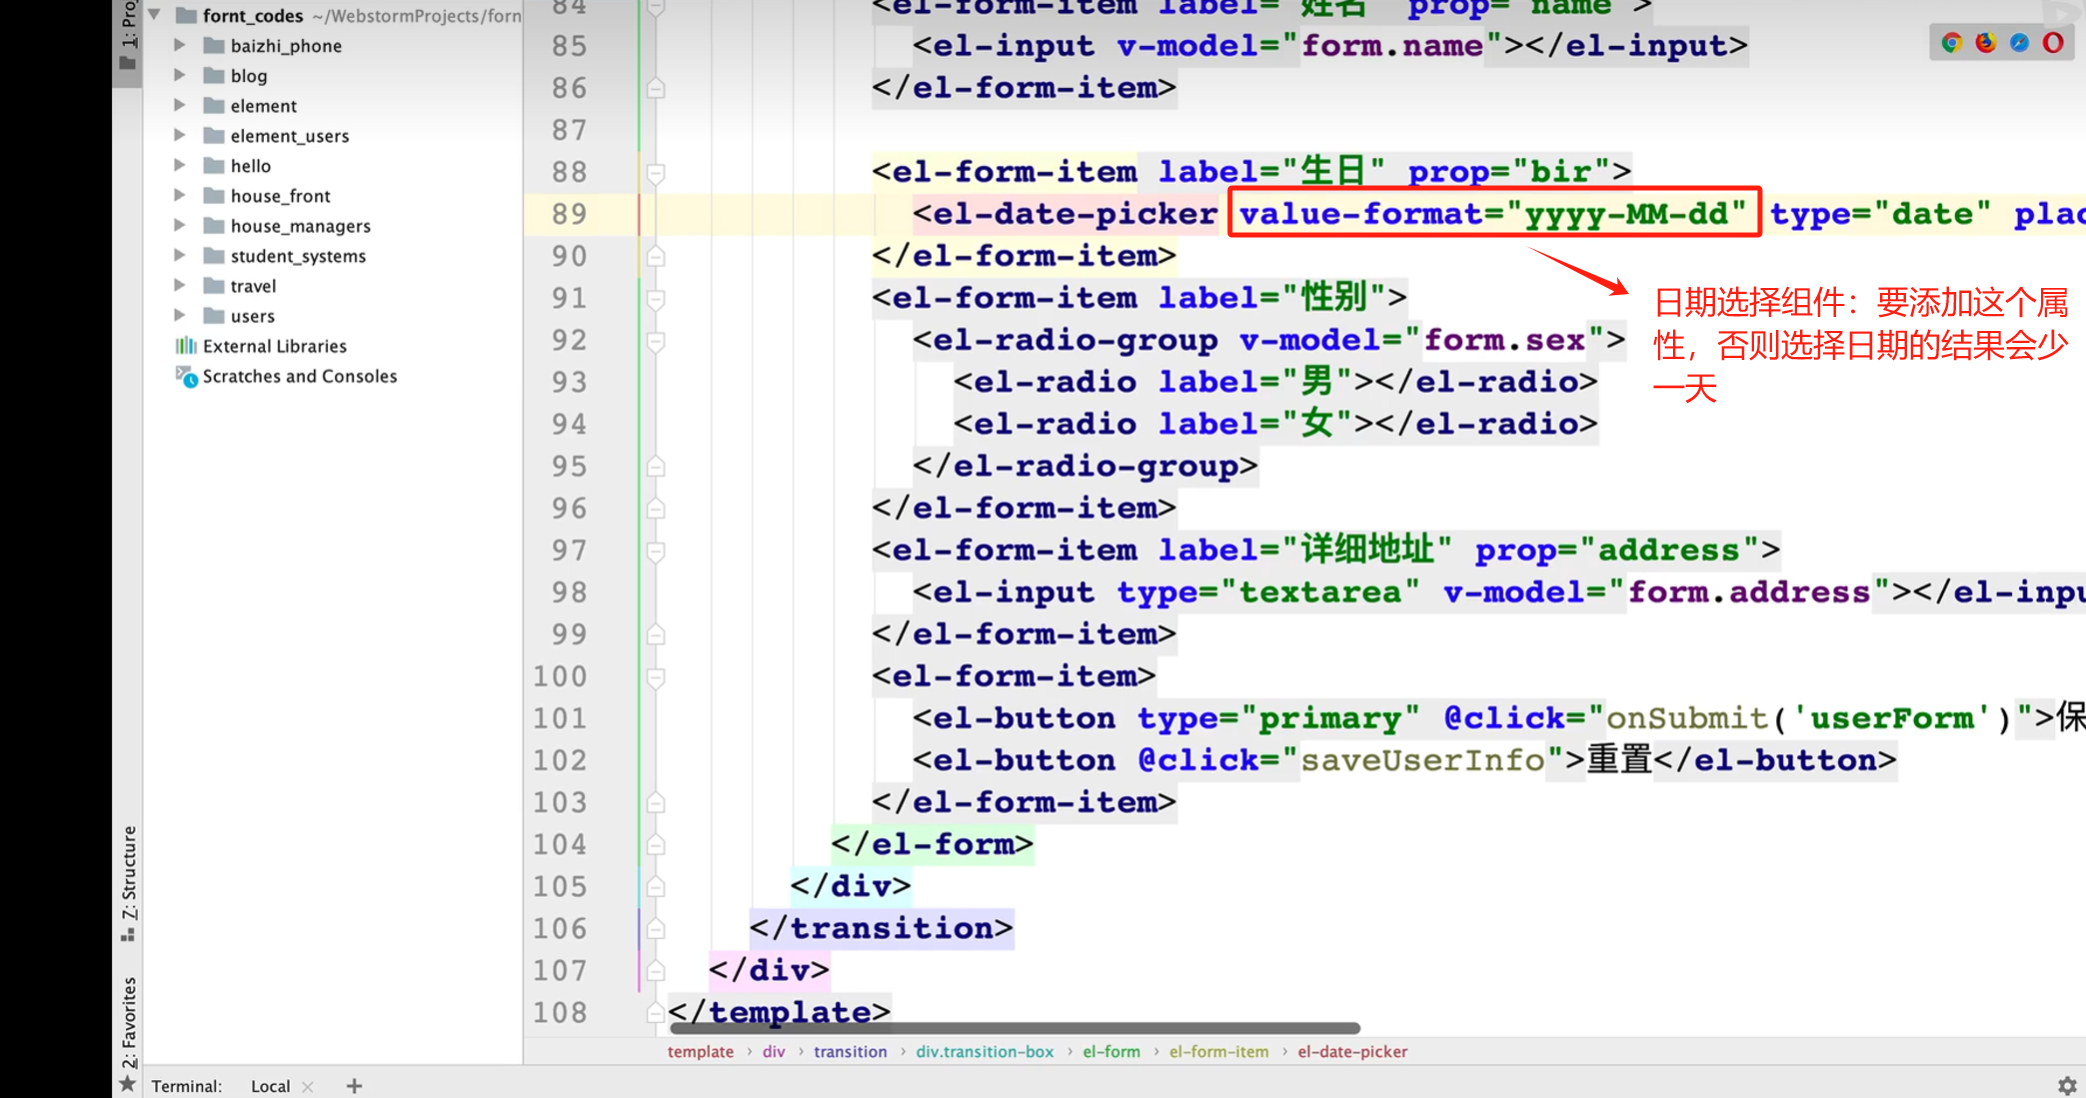 1: Pro
fornt_codes ~/WebstormProjects/forn
baizhi_phone
blog
element
element_users
hello
house_front
house_managers
student_systems
travel
users
External Libraries
Scratches and Consoles
84 <el-form-item label="姓名" prop="name">
85 <el-input v-model="form.name"></el-input>
86 </el-form-item>
87
88 <el-form-item label="生日" prop="bir">
89 <el-date-picker value-format="yyyy-MM-dd" type="date" plac
90 </el-form-item>
91 <el-form-item label="性别">
92 <el-radio-group v-model="form.sex">
93 <el-radio label="男"></el-radio>
94 <el-radio label="女"></el-radio>
95 </el-radio-group>
96 </el-form-item>
97 <el-form-item label="详细地址" prop="address">
98 <el-input type="textarea" v-model="form.address"></el-inpu
99 </el-form-item>
100 <el-form-item>
101 <el-button type="primary" @click="onSubmit('userForm')">保
102 <el-button @click="saveUserInfo">重置</el-button>
103 </el-form-item>
104 </el-form>
105 </div>
106 </transition>
107 </div>
108 </template>
日期选择组件：要添加这个属
性，否则选择日期的结果会少
一天
template › div › transition › div.transition-box › el-form › el-form-item › el-date-picker
Z: Structure
2: Favorites
Terminal: Local × +